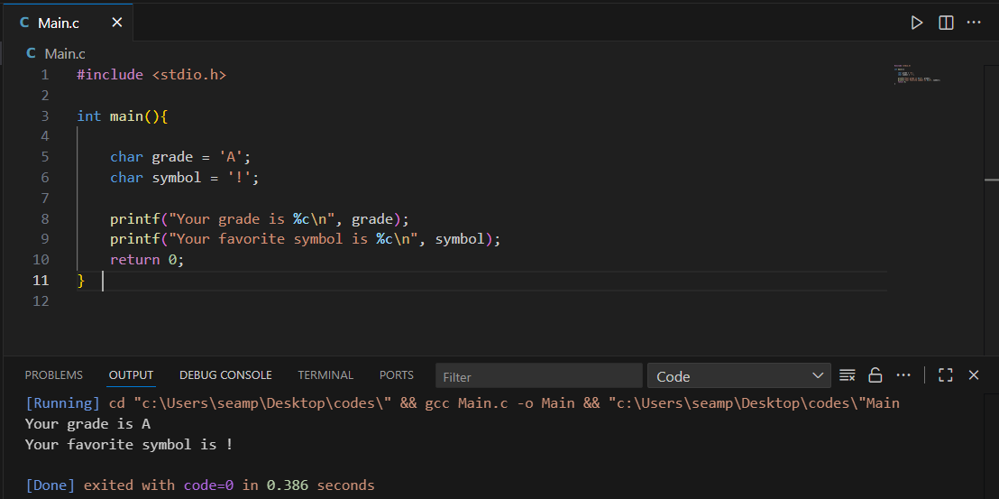 C Main.c
C Main.c
1 #include <stdio.h>
2
3 int main(){
4
5     char grade = 'A';
6     char symbol = '!';
7
8     printf("Your grade is %c\n", grade);
9     printf("Your favorite symbol is %c\n", symbol);
10     return 0;
11 }
12
PROBLEMS OUTPUT DEBUG CONSOLE TERMINAL PORTS Filter Code
[Running] cd "c:\Users\seamp\Desktop\codes\" && gcc Main.c -o Main && "c:\Users\seamp\Desktop\codes\"Main
Your grade is A
Your favorite symbol is !
[Done] exited with code=0 in 0.386 seconds